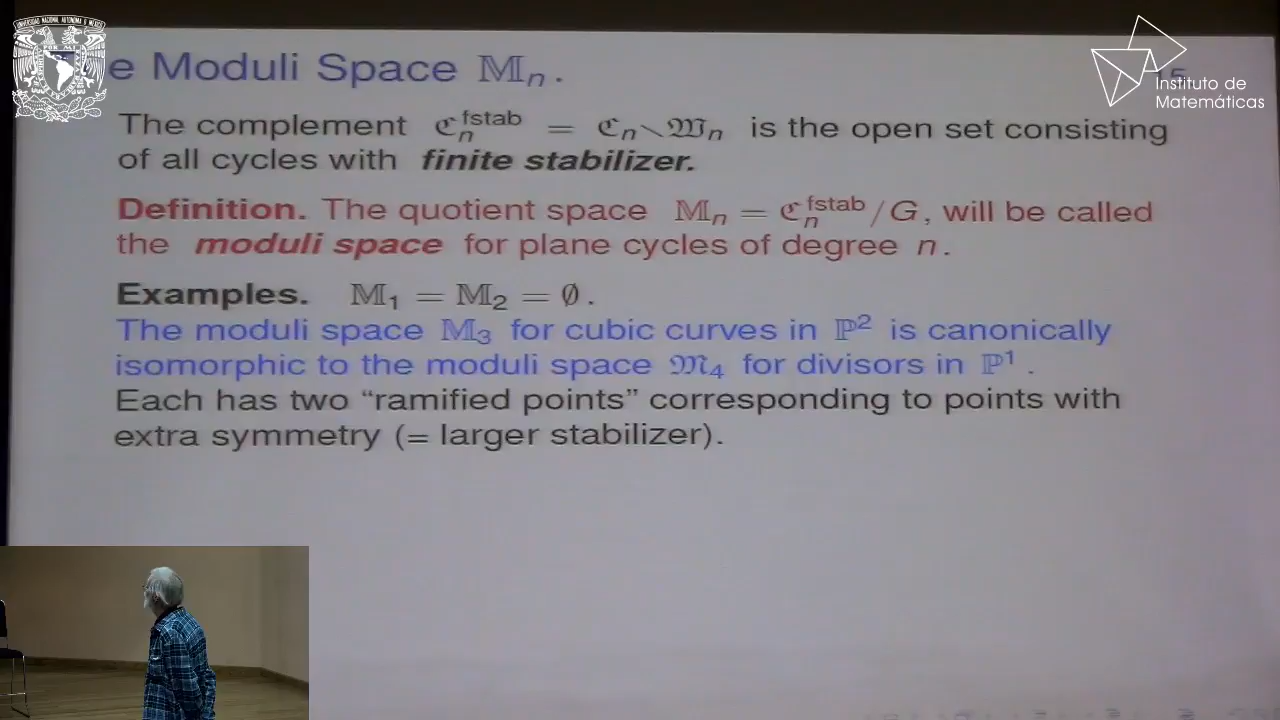 e Moduli Space 𝕄ₙ.
The complement ℭₙ^fstab = ℭₙ∖𝔚ₙ is the open set consisting
of all cycles with finite stabilizer.
Definition. The quotient space 𝕄ₙ = ℭₙ^fstab/G, will be called
the moduli space for plane cycles of degree n.
Examples. 𝕄₁ = 𝕄₂ = ∅.
The moduli space 𝕄₃ for cubic curves in ℙ² is canonically
isomorphic to the moduli space 𝔐₄ for divisors in ℙ¹.
Each has two “ramified points” corresponding to points with
extra symmetry (= larger stabilizer).
Instituto de
Matemáticas